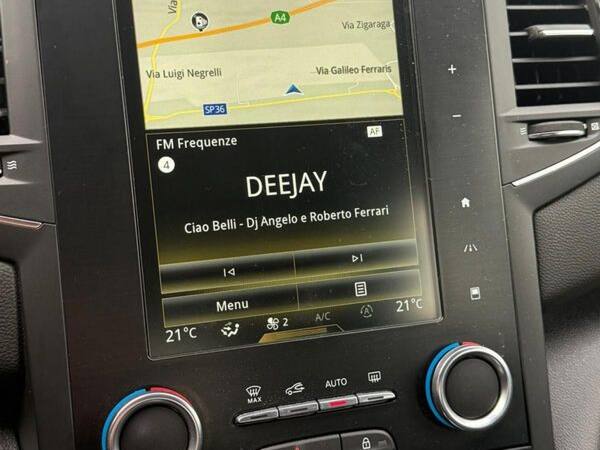 A4
Via Zigaraga
Via Luigi Negrelli
Via Galileo Ferraris
SP36
FM Frequenze
AF
4
DEEJAY
Ciao Belli - Dj Angelo e Roberto Ferrari
Menu
21°C
2
A/C
A
21°C
MAX
AUTO